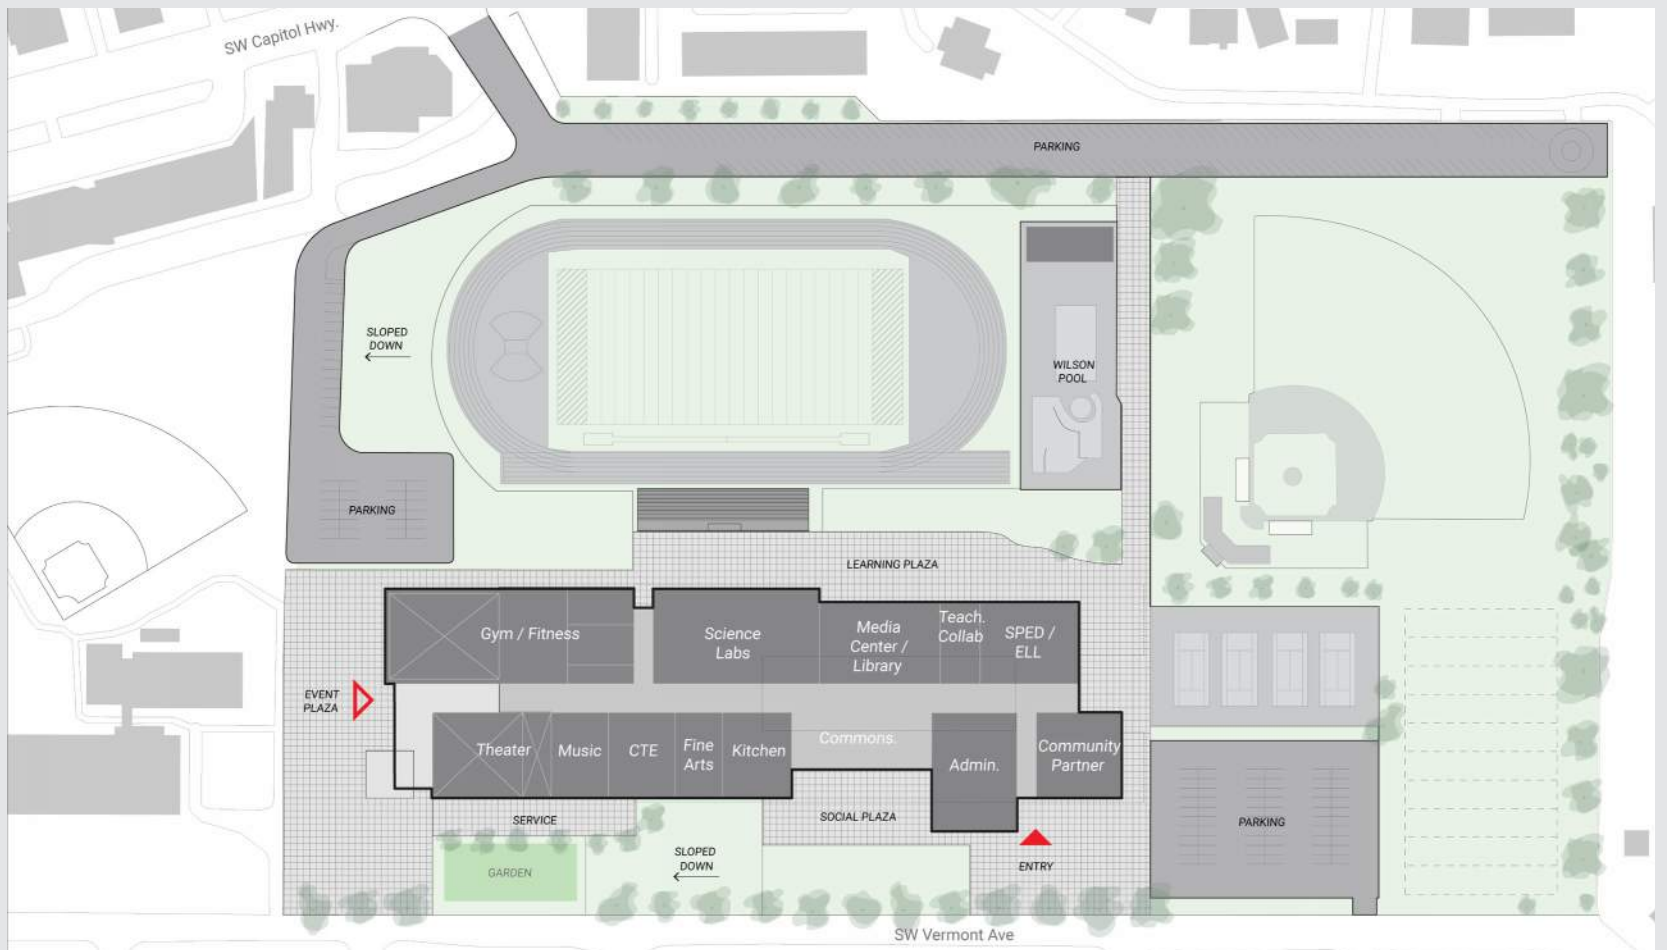 SW Capitol Hwy.
PARKING
SLOPED
DOWN
WILSON
POOL
PARKING
LEARNING PLAZA
Gym / Fitness
Science
Labs
Media
Center /
Library
Teach.
Collab
SPED /
ELL
EVENT
PLAZA
Theater
Music
CTE
Fine
Arts
Kitchen
Commons.
Admin.
Community
Partner
SERVICE
SOCIAL PLAZA
PARKING
GARDEN
SLOPED
DOWN
ENTRY
SW Vermont Ave